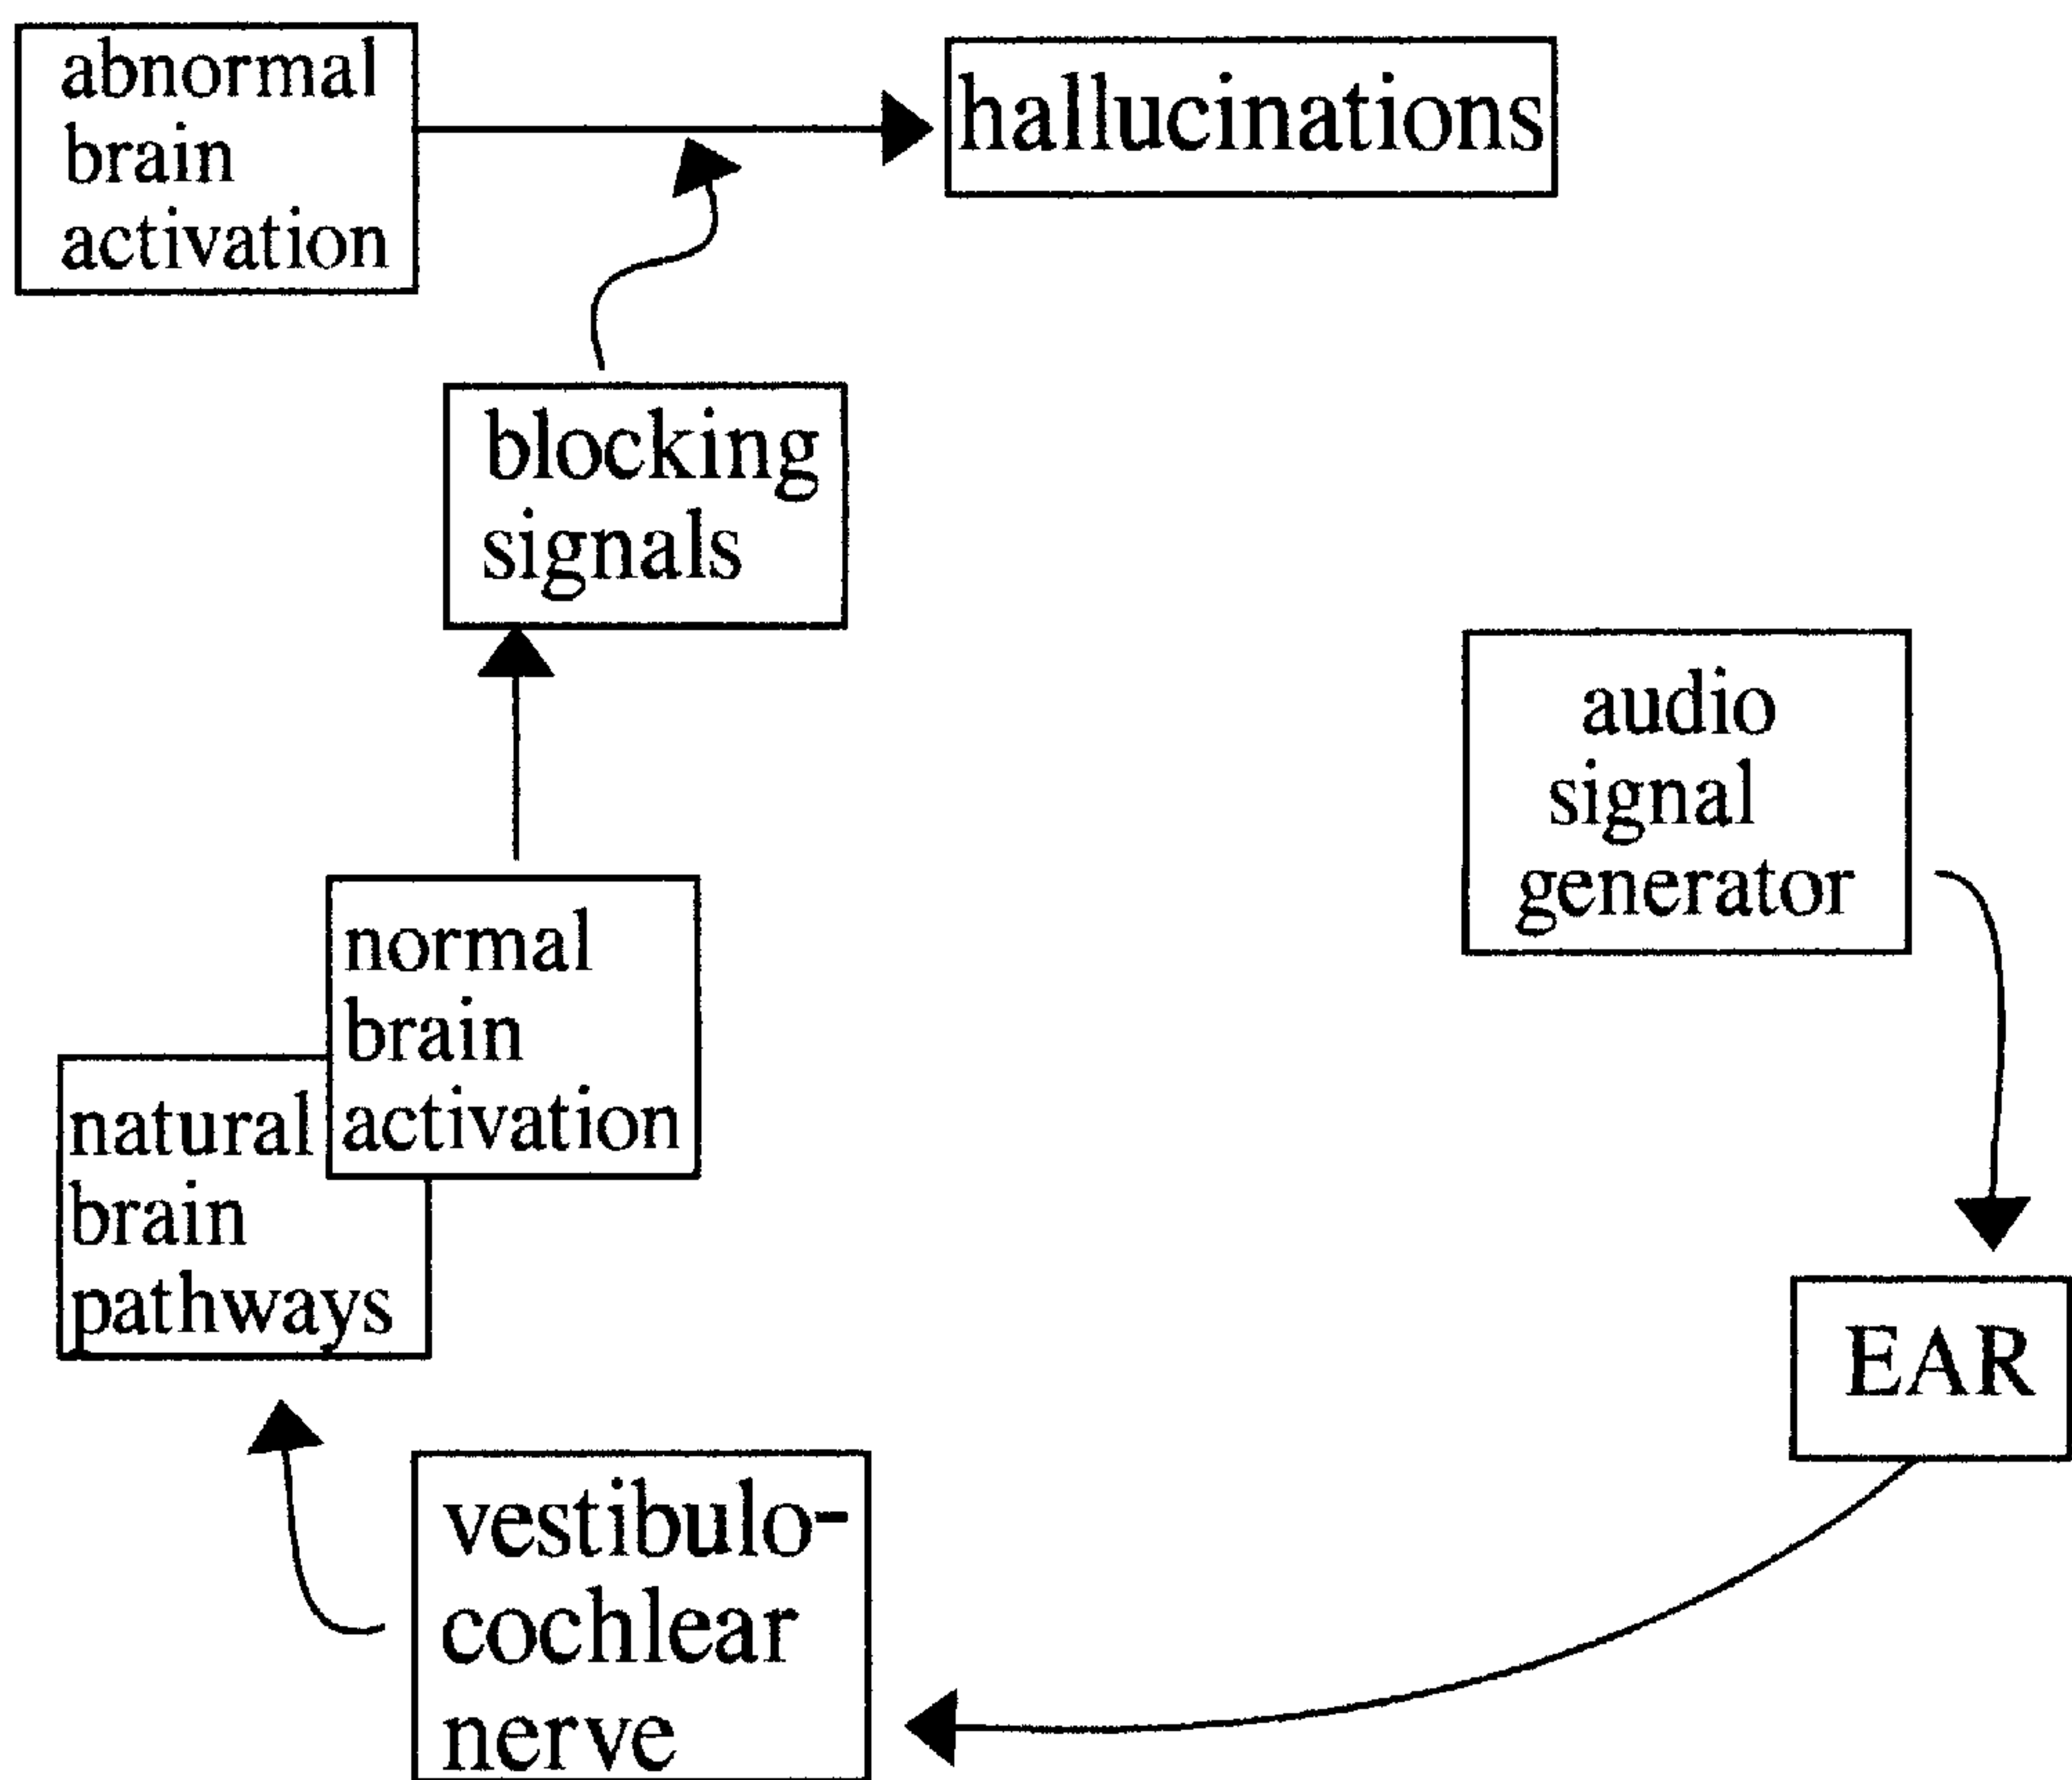 abnormal
brain
activation
hallucinations
blocking
signals
audio
signal
generator
normal
brain
activation
natural
brain
pathways
EAR
vestibulo-
cochlear
nerve